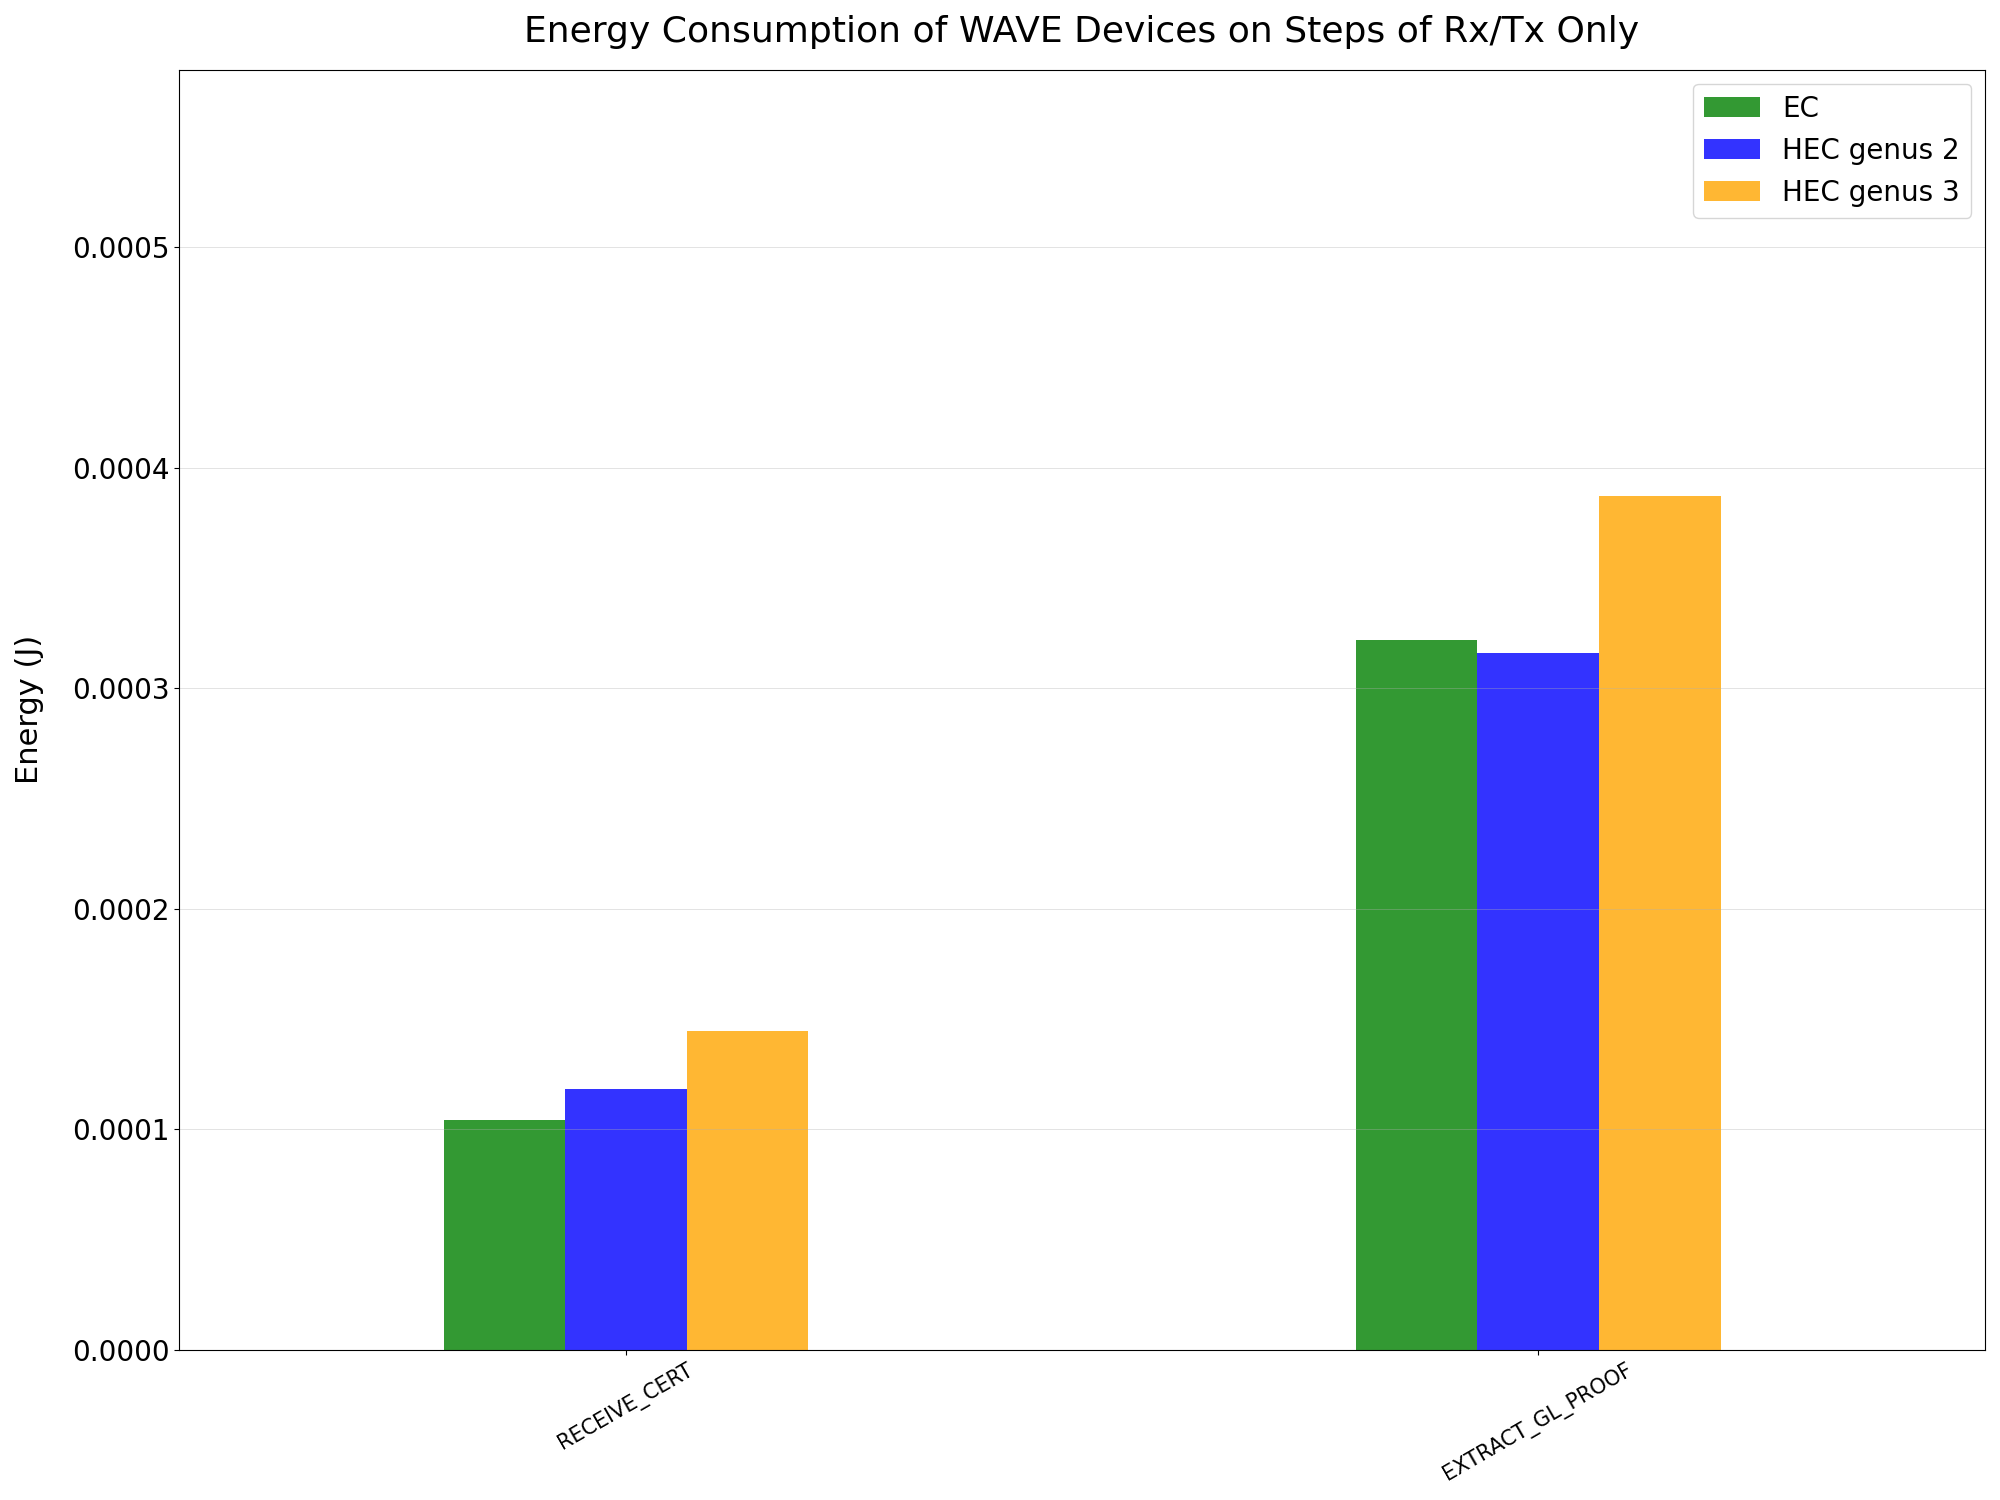 Energy Consumption of WAVE Devices on Steps of Rx/Tx Only
EC
HEC genus 2
HEC genus 3
Energy (J)
0.0005
0.0004
0.0003
0.0002
0.0001
0.0000
RECEIVE_CERT
EXTRACT_GL_PROOF